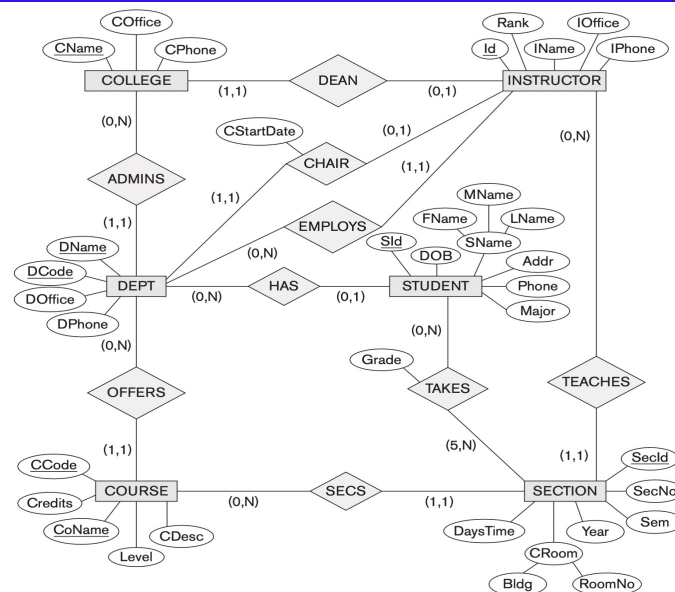 COffice
CName
CPhone
COLLEGE
(1,1)
DEAN
(0,1)
Rank
IOffice
Id
IName
IPhone
INSTRUCTOR
(0,N)
CStartDate
(0,1)
(0,N)
CHAIR
(1,1)
ADMINS
(1,1)
MName
FName
LName
(1,1)
EMPLOYS
SId
SName
DName
(0,N)
DOB
Addr
DCode
DEPT
(0,N)
HAS
(0,1)
STUDENT
Phone
DOffice
Major
DPhone
(0,N)
(0,N)
Grade
OFFERS
TAKES
TEACHES
(5,N)
(1,1)
(1,1)
SecId
CCode
COURSE
(0,N)
SECS
(1,1)
SECTION
SecNo
Credits
Sem
CoName
CDesc
DaysTime
Year
Level
CRoom
Bldg
RoomNo